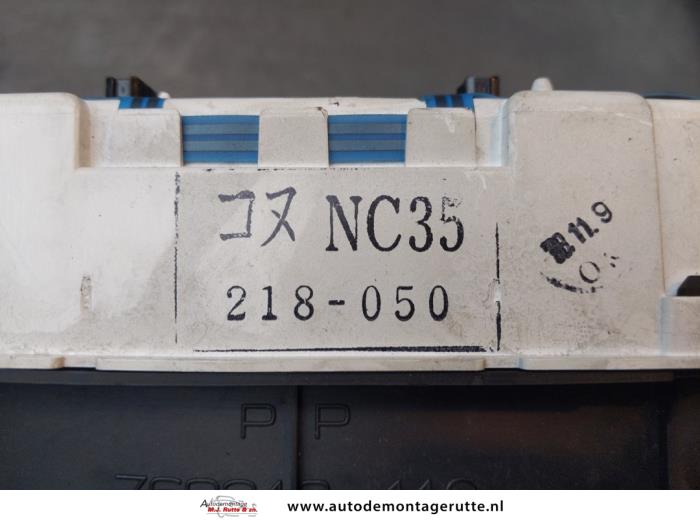 コヌ NC35
218-050
11.9
P P
Autodemontage
M.J. Rutte & zn.
www.autodemontagerutte.nl